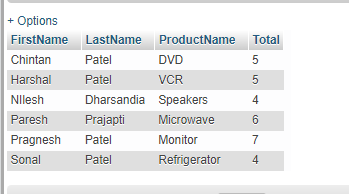 + Options
FirstName LastName ProductName Total
Chintan Patel DVD 5
Harshal Patel VCR 5
NIlesh Dharsandia Speakers 4
Paresh Prajapti Microwave 6
Pragnesh Patel Monitor 7
Sonal Patel Refrigerator 4